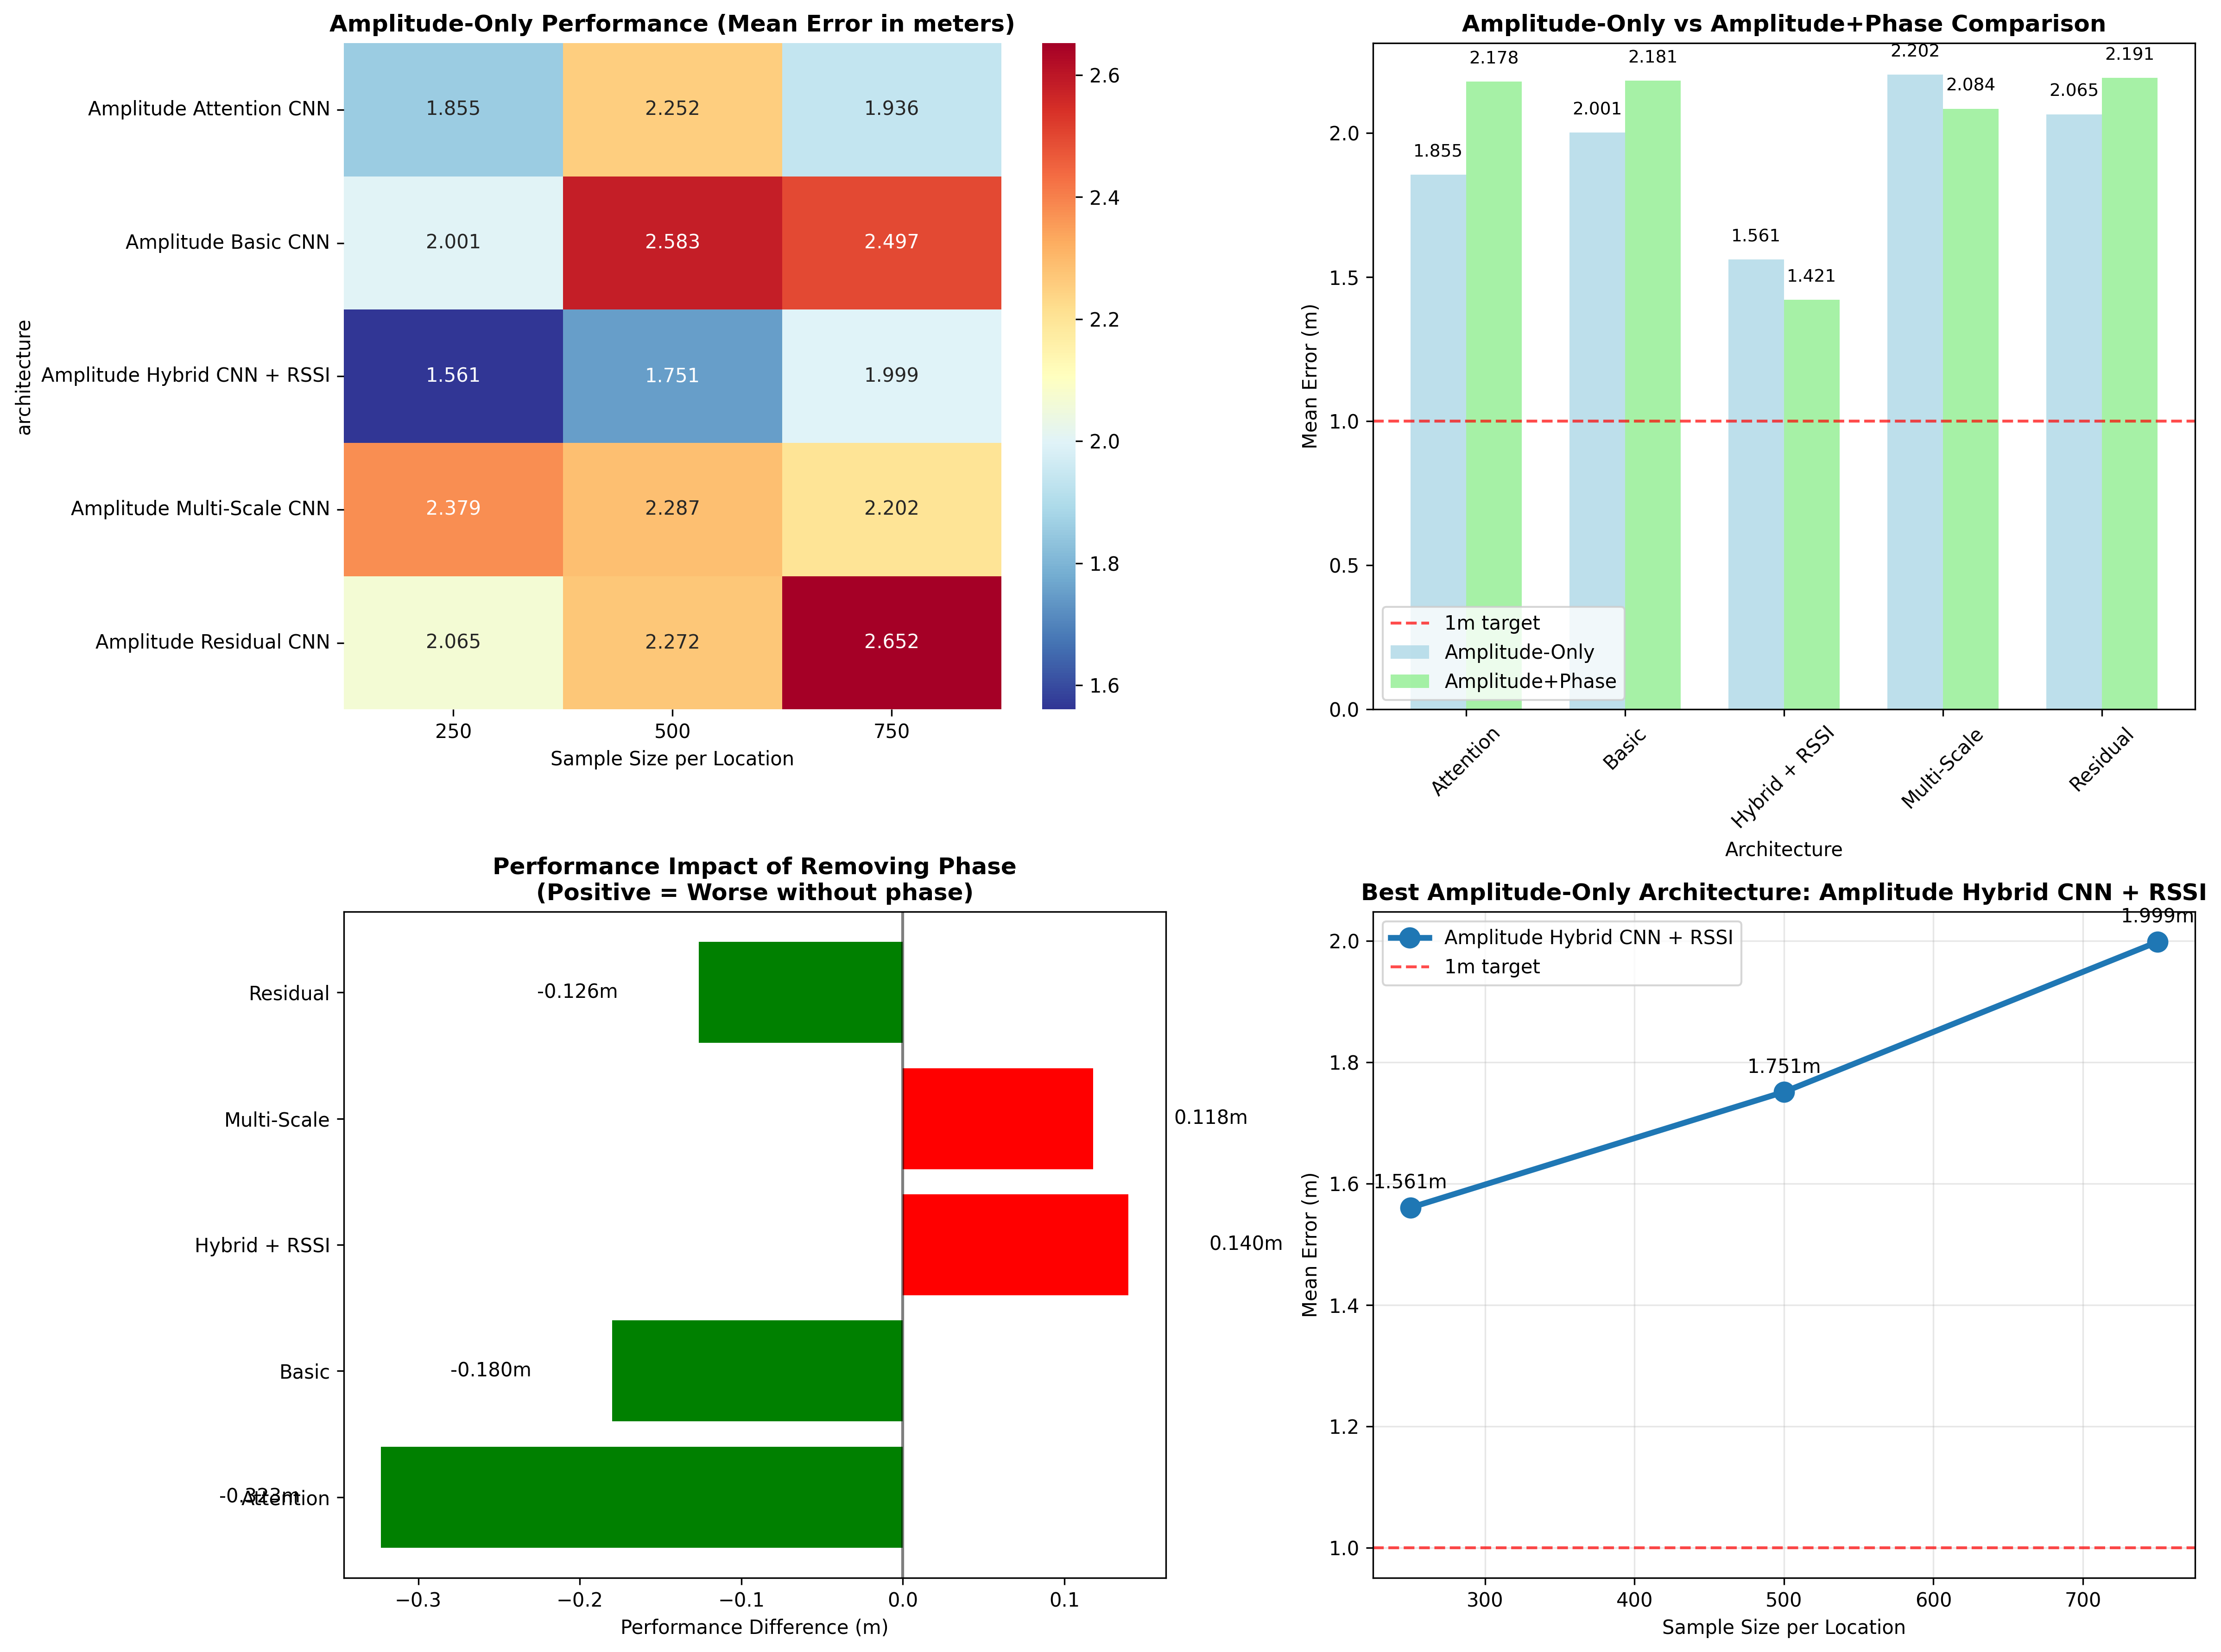 Amplitude-Only Performance (Mean Error in meters)
architecture
Amplitude Attention CNN
1.855 2.252 1.936
Amplitude Basic CNN
2.001 2.583 2.497
Amplitude Hybrid CNN + RSSI
1.561 1.751 1.999
Amplitude Multi-Scale CNN
2.379 2.287 2.202
Amplitude Residual CNN
2.065 2.272 2.652
250 500 750
Sample Size per Location
2.6
2.4
2.2
2.0
1.8
1.6
Amplitude-Only vs Amplitude+Phase Comparison
Mean Error (m)
2.0
1.5
1.0
0.5
0.0
1.855 2.178 2.001 2.181 1.561 1.421 2.202 2.084 2.065 2.191
1m target
Amplitude-Only
Amplitude+Phase
Attention Basic Hybrid + RSSI Multi-Scale Residual
Architecture
Performance Impact of Removing Phase
(Positive = Worse without phase)
Residual
-0.126m
Multi-Scale
0.118m
Hybrid + RSSI
0.140m
Basic
-0.180m
Attention
-0.323m
−0.3 −0.2 −0.1 0.0 0.1
Performance Difference (m)
Best Amplitude-Only Architecture: Amplitude Hybrid CNN + RSSI
Mean Error (m)
2.0
1.8
1.6
1.4
1.2
1.0
Amplitude Hybrid CNN + RSSI
1m target
1.561m
1.751m
1.999m
300 400 500 600 700
Sample Size per Location